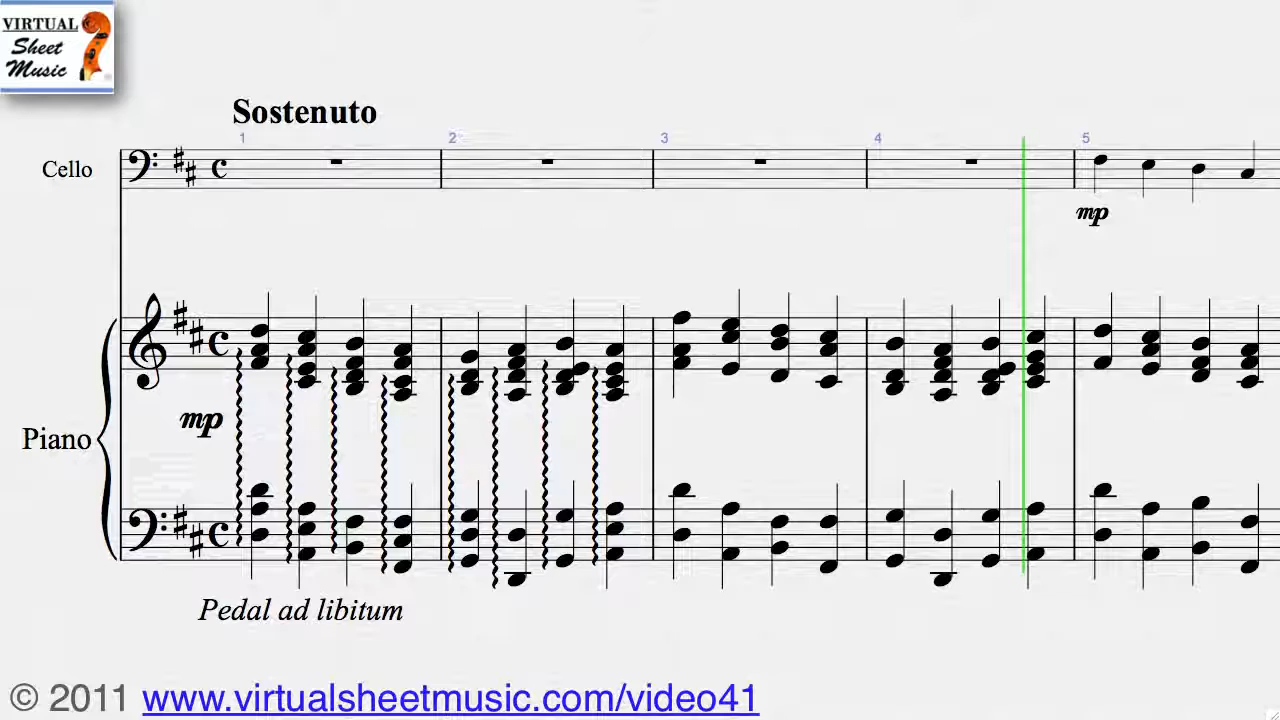 VIRTUAL
Sheet
Music
Sostenuto
1 2 3 4 5
Cello
mp
mp
Piano
Pedal ad libitum
© 2011 www.virtualsheetmusic.com/video41